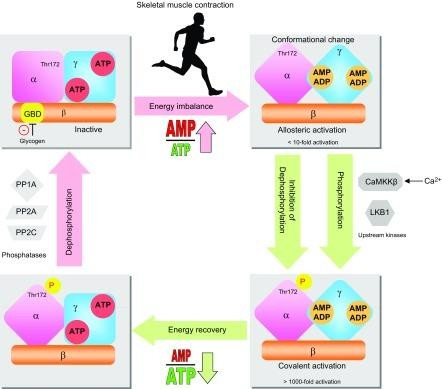 Skeletal muscle contraction
Thr172
γ
ATP
α
ATP
GBD
β
Inactive
Glycogen
Energy imbalance
AMP
ATP
Conformational change
Thr172
γ
α
AMP
ADP
AMP
ADP
β
Allosteric activation
< 10-fold activation
PP1A
PP2A
PP2C
Phosphatases
Dephosphorylation
Inhibition of
Dephosphorylation
Phosphorylation
CaMKKβ
Ca2+
LKB1
Upstream kinases
P
Thr172
γ
ATP
α
ATP
β
Energy recovery
AMP
ATP
P
Thr172
γ
α
AMP
ADP
AMP
ADP
β
Covalent activation
> 1000-fold activation